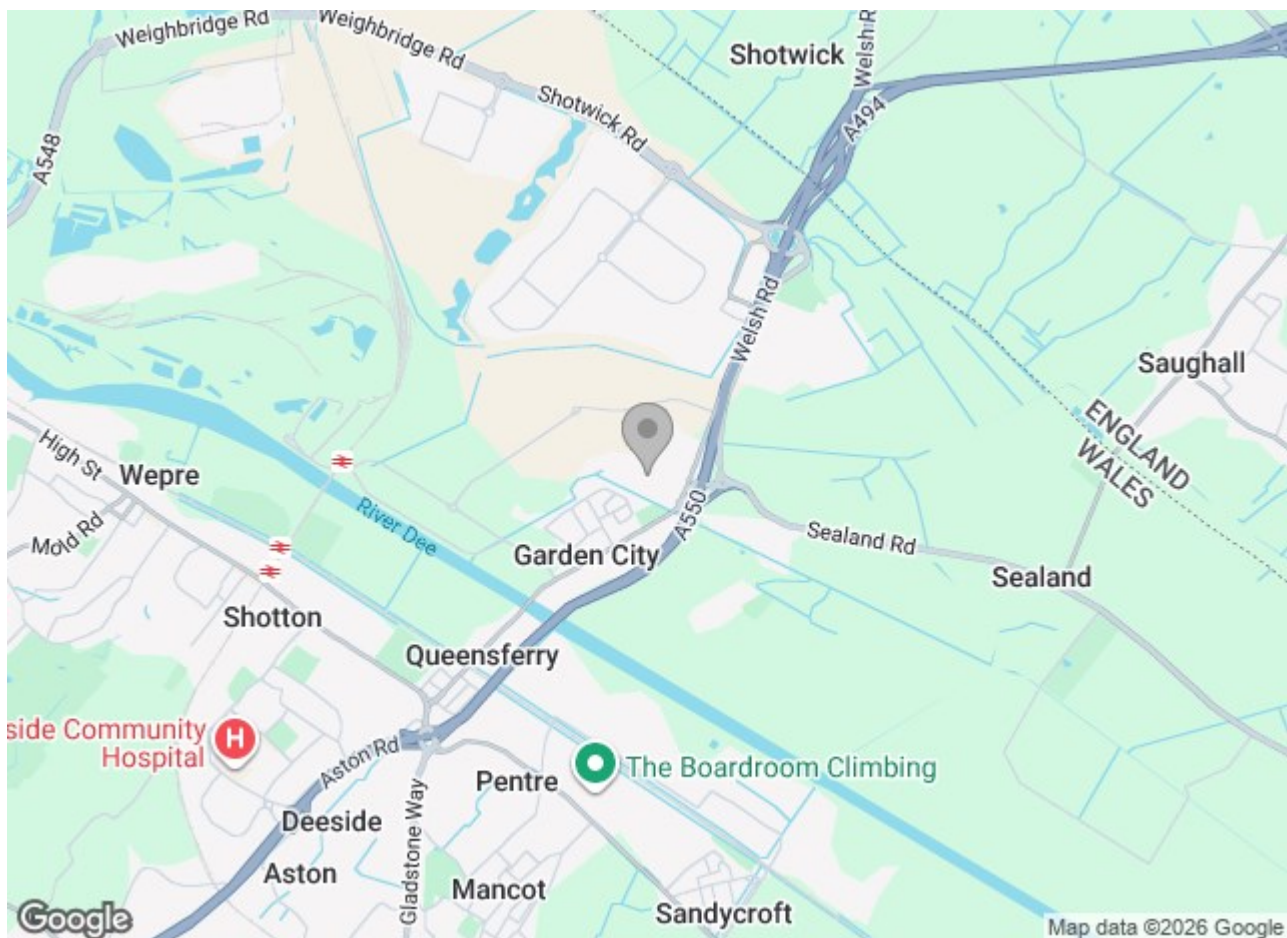 Weighbridge Rd
Weighbridge Rd
Shotwick
Welsh R
A494
Shotwick Rd
A548
Welsh Rd
Saughall
ENGLAND
WALES
High St
Wepre
Mold Rd
River Dee
A550
Sealand Rd
Garden City
Sealand
Shotton
Queensferry
side Community
Hospital
H
Aston Rd
Pentre
The Boardroom Climbing
Deeside
Gladstone Way
Aston
Mancot
Sandycroft
Google
Map data ©2026 Google